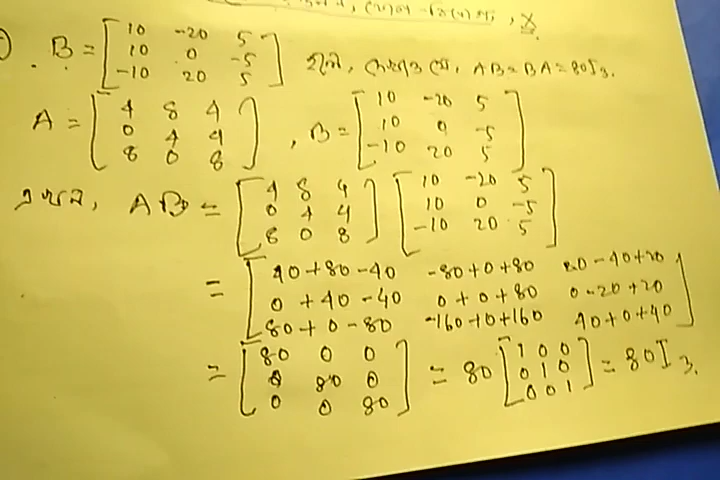 B = [10 -20 5
10 0 -5
-10 20 5] হলে, দেখাও যে, AB = BA = 80I3.
A = [4 8 4
0 4 4
8 0 8] , B = [10 -20 5
10 0 -5
-10 20 5]
এখন, AB = [4 8 4
0 4 4
8 0 8] [10 -20 5
10 0 -5
-10 20 5]
= [40+80-40 -80+0+80 20-40+20
0+40-40 0+0+80 0-20+20
80+0-80 -160+0+160 40+0+40]
= [80 0 0
0 80 0
0 0 80] = 80 [1 0 0
0 1 0
0 0 1] = 80I3.